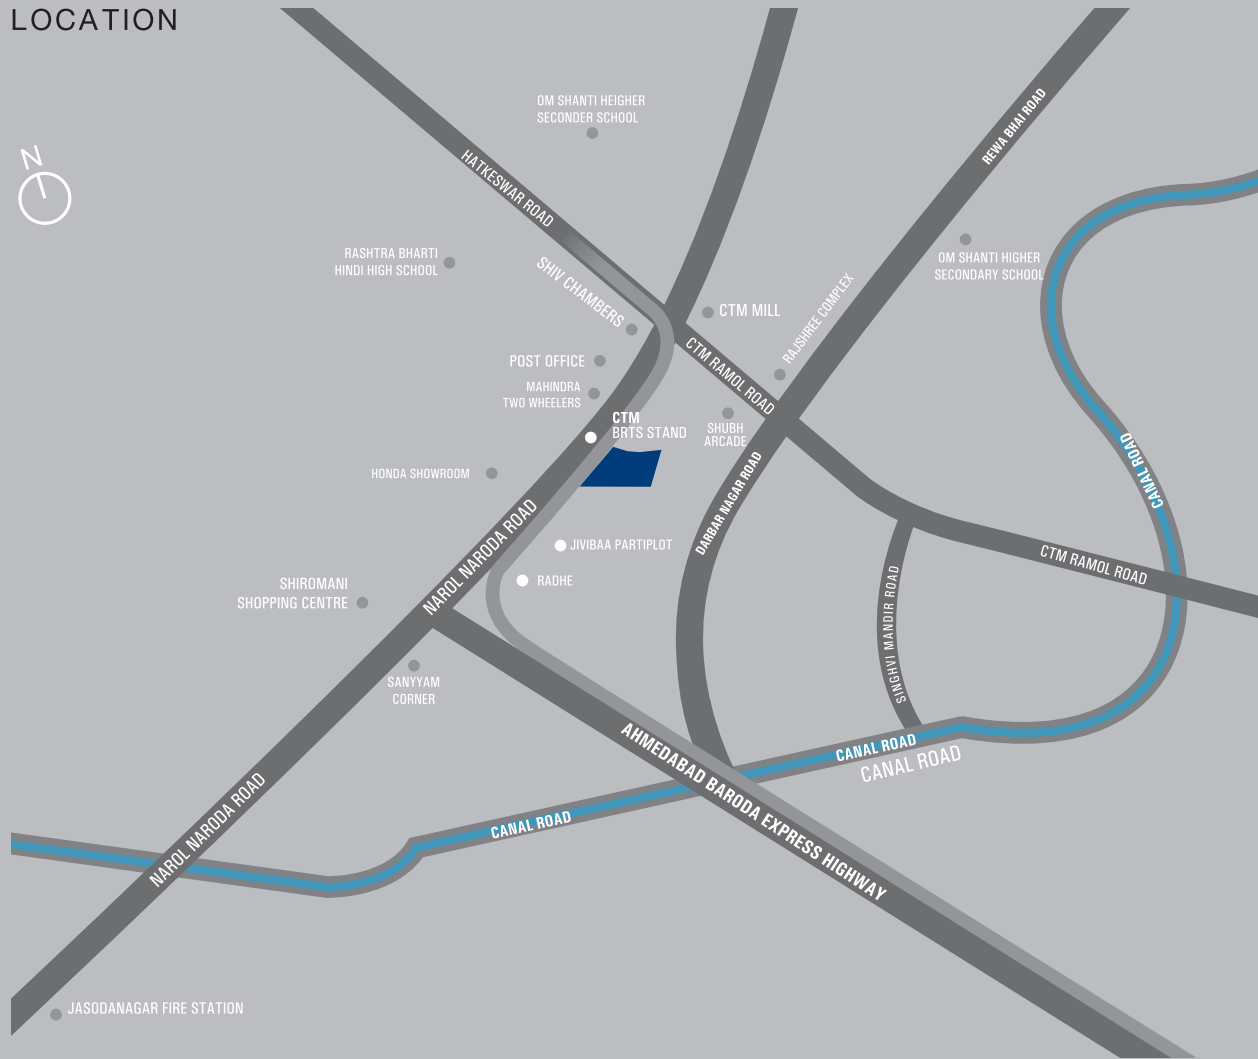 LOCATION
OM SHANTI HEIGHER
SECONDER SCHOOL
REWA BHAI ROAD
N
HATKESWAR ROAD
RASHTRA BHARTI
HINDI HIGH SCHOOL
SHIV CHAMBERS
OM SHANTI HIGHER
SECONDARY SCHOOL
CTM MILL
RAJSHREE COMPLEX
POST OFFICE
CTM RAMOL ROAD
MAHINDRA
TWO WHEELERS
CTM
BRTS STAND
SHUBH
ARCADE
HONDA SHOWROOM
DARBAR NAGAR ROAD
CANAL ROAD
NAROL NARODA ROAD
JIVIBAA PARTIPLOT
CTM RAMOL ROAD
RADHE
SHIROMANI
SHOPPING CENTRE
SINGHVI MANDIR ROAD
SANYYAM
CORNER
AHMEDABAD BARODA EXPRESS HIGHWAY
CANAL ROAD
CANAL ROAD
CANAL ROAD
NAROL NARODA ROAD
JASODANAGAR FIRE STATION